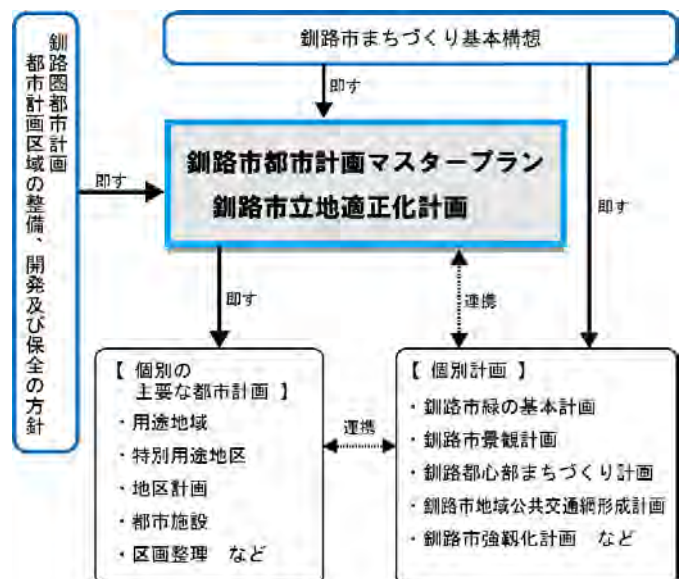 釧路市まちづくり基本構想
釧路圏都市計画
都市計画区域の整備、開発及び保全の方針
即す
即す
即す
釧路市都市計画マスタープラン
釧路市立地適正化計画
即す
連携
【 個別の
主要な都市計画 】
・用途地域
・特別用途地区
・地区計画
・都市施設
・区画整理 など
連携
【 個別計画 】
・釧路市緑の基本計画
・釧路市景観計画
・釧路都心部まちづくり計画
・釧路市地域公共交通網形成計画
・釧路市強靱化計画 など